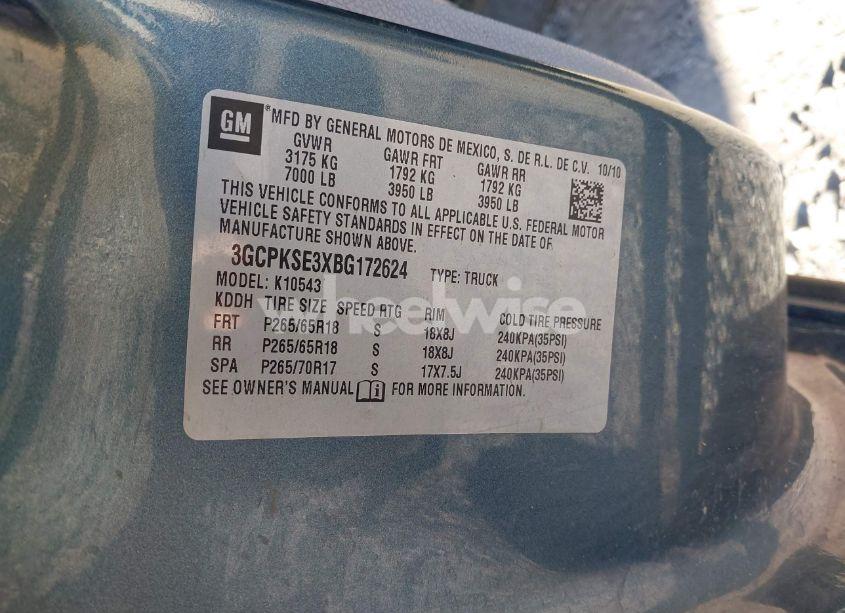 GM
®MFD BY GENERAL MOTORS DE MEXICO, S. DE R.L. DE C.V. 10/10
GVWR GAWR FRT GAWR RR
3175 KG 1792 KG 1792 KG
7000 LB 3950 LB 3950 LB
THIS VEHICLE CONFORMS TO ALL APPLICABLE U.S. FEDERAL MOTOR
VEHICLE SAFETY STANDARDS IN EFFECT ON THE DATE OF
MANUFACTURE SHOWN ABOVE.
3GCPKSE3XBG172624 TYPE: TRUCK
MODEL: K10543
KDDH TIRE SIZE SPEED RTG RIM COLD TIRE PRESSURE
FRT P265/65R18 S 18X8J 240KPA(35PSI)
RR P265/65R18 S 18X8J 240KPA(35PSI)
SPA P265/70R17 S 17X7.5J 240KPA(35PSI)
SEE OWNER'S MANUAL FOR MORE INFORMATION.
wheelwise